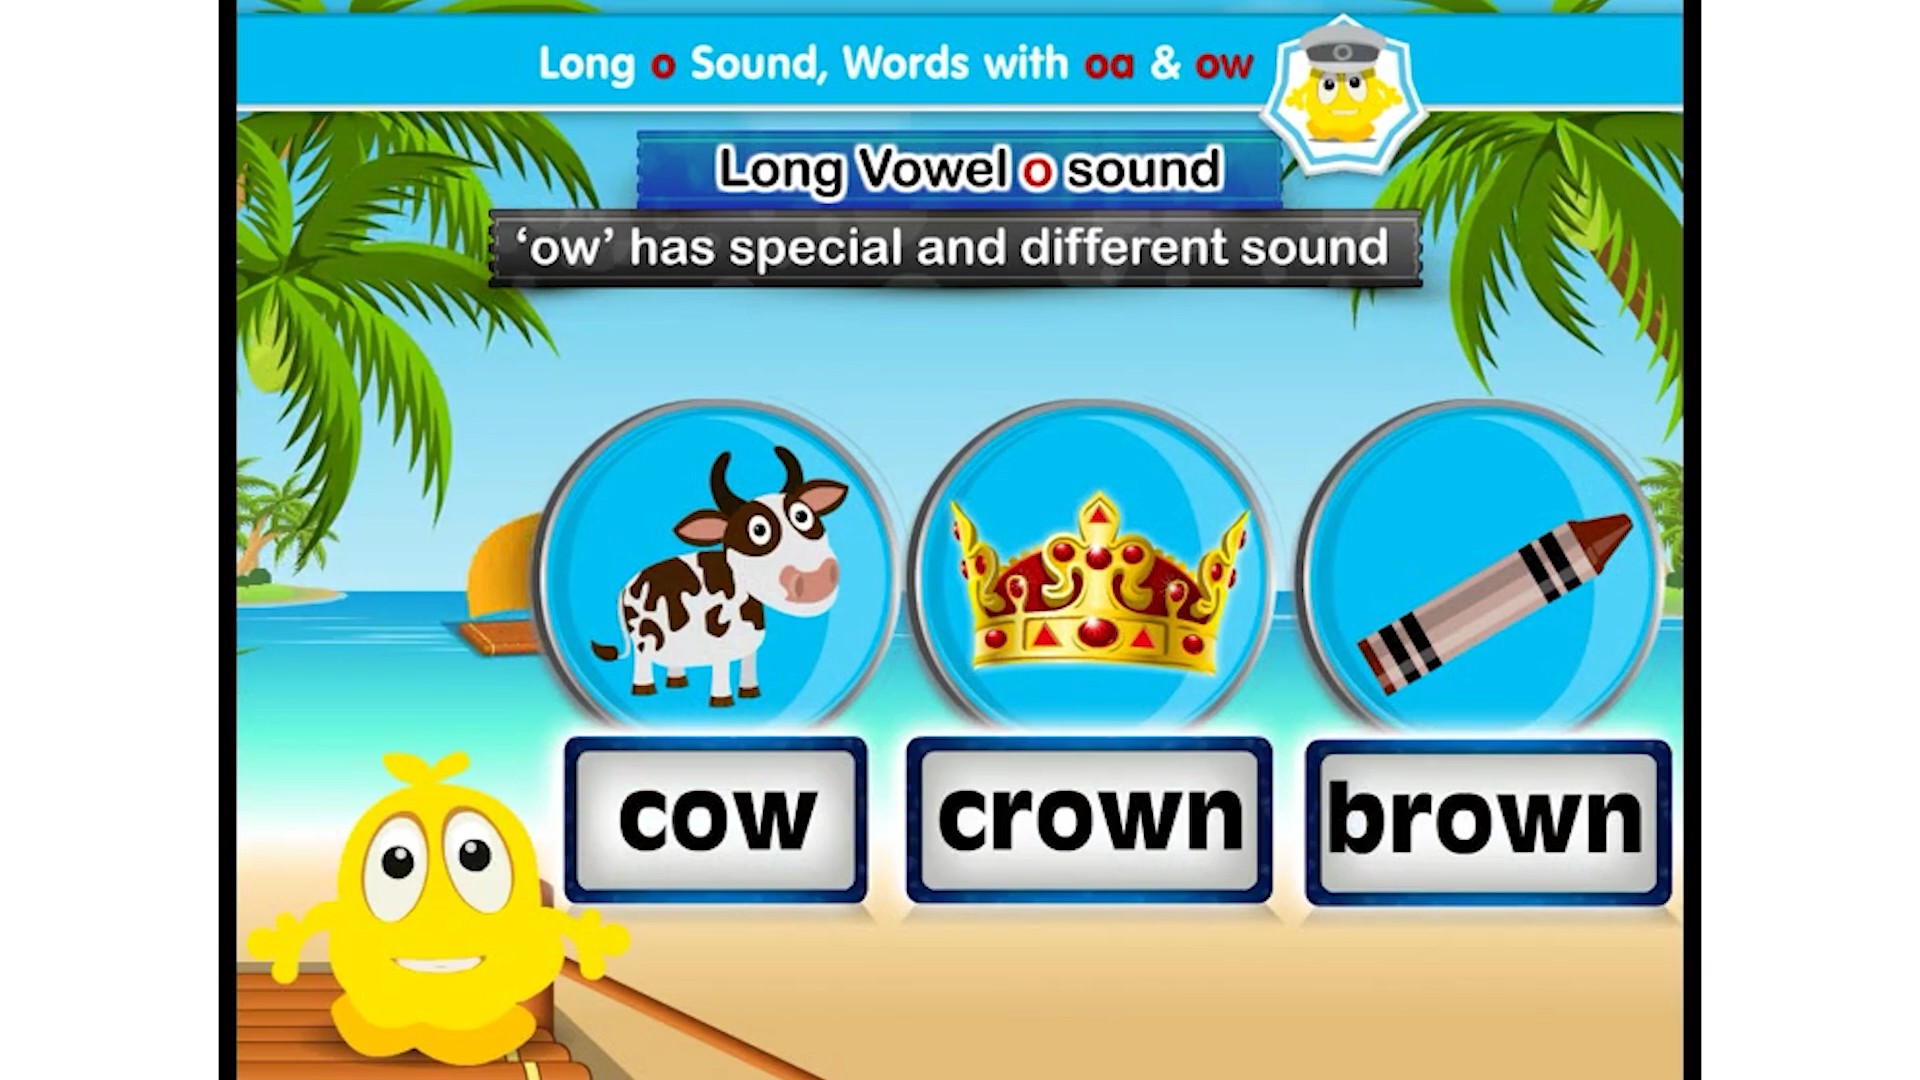 Long o Sound, Words with oa & ow
Long Vowel o sound
‘ow’ has special and different sound
cow crown brown